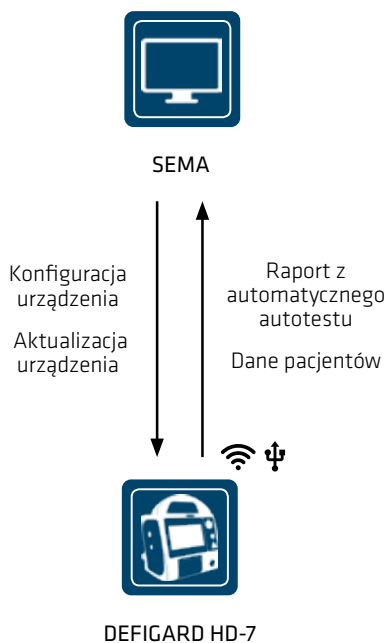 SEMA
Konfiguracja
urządzenia
Aktualizacja
urządzenia
Raport z
automatycznego
autotestu
Dane pacjentów
DEFIGARD HD-7